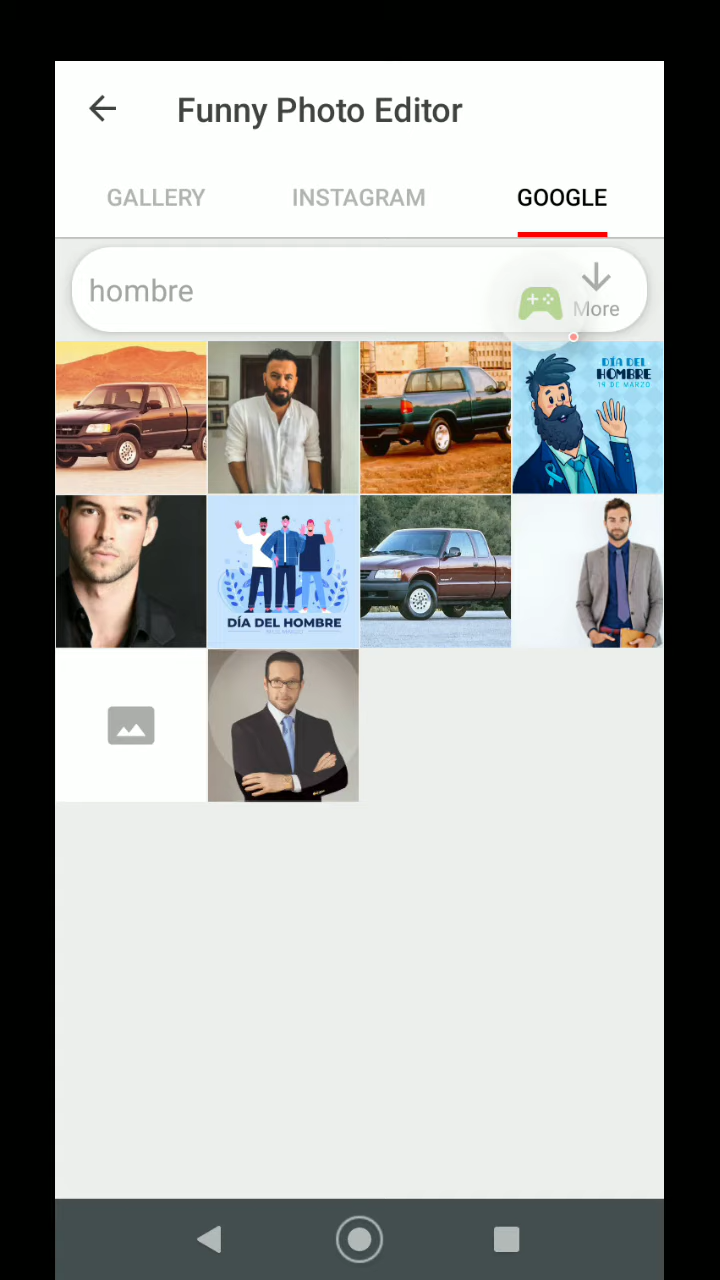 Funny Photo Editor
GALLERY INSTAGRAM GOOGLE
hombre
More
DÍA DEL
HOMBRE
19 DE MARZO
DÍA DEL HOMBRE